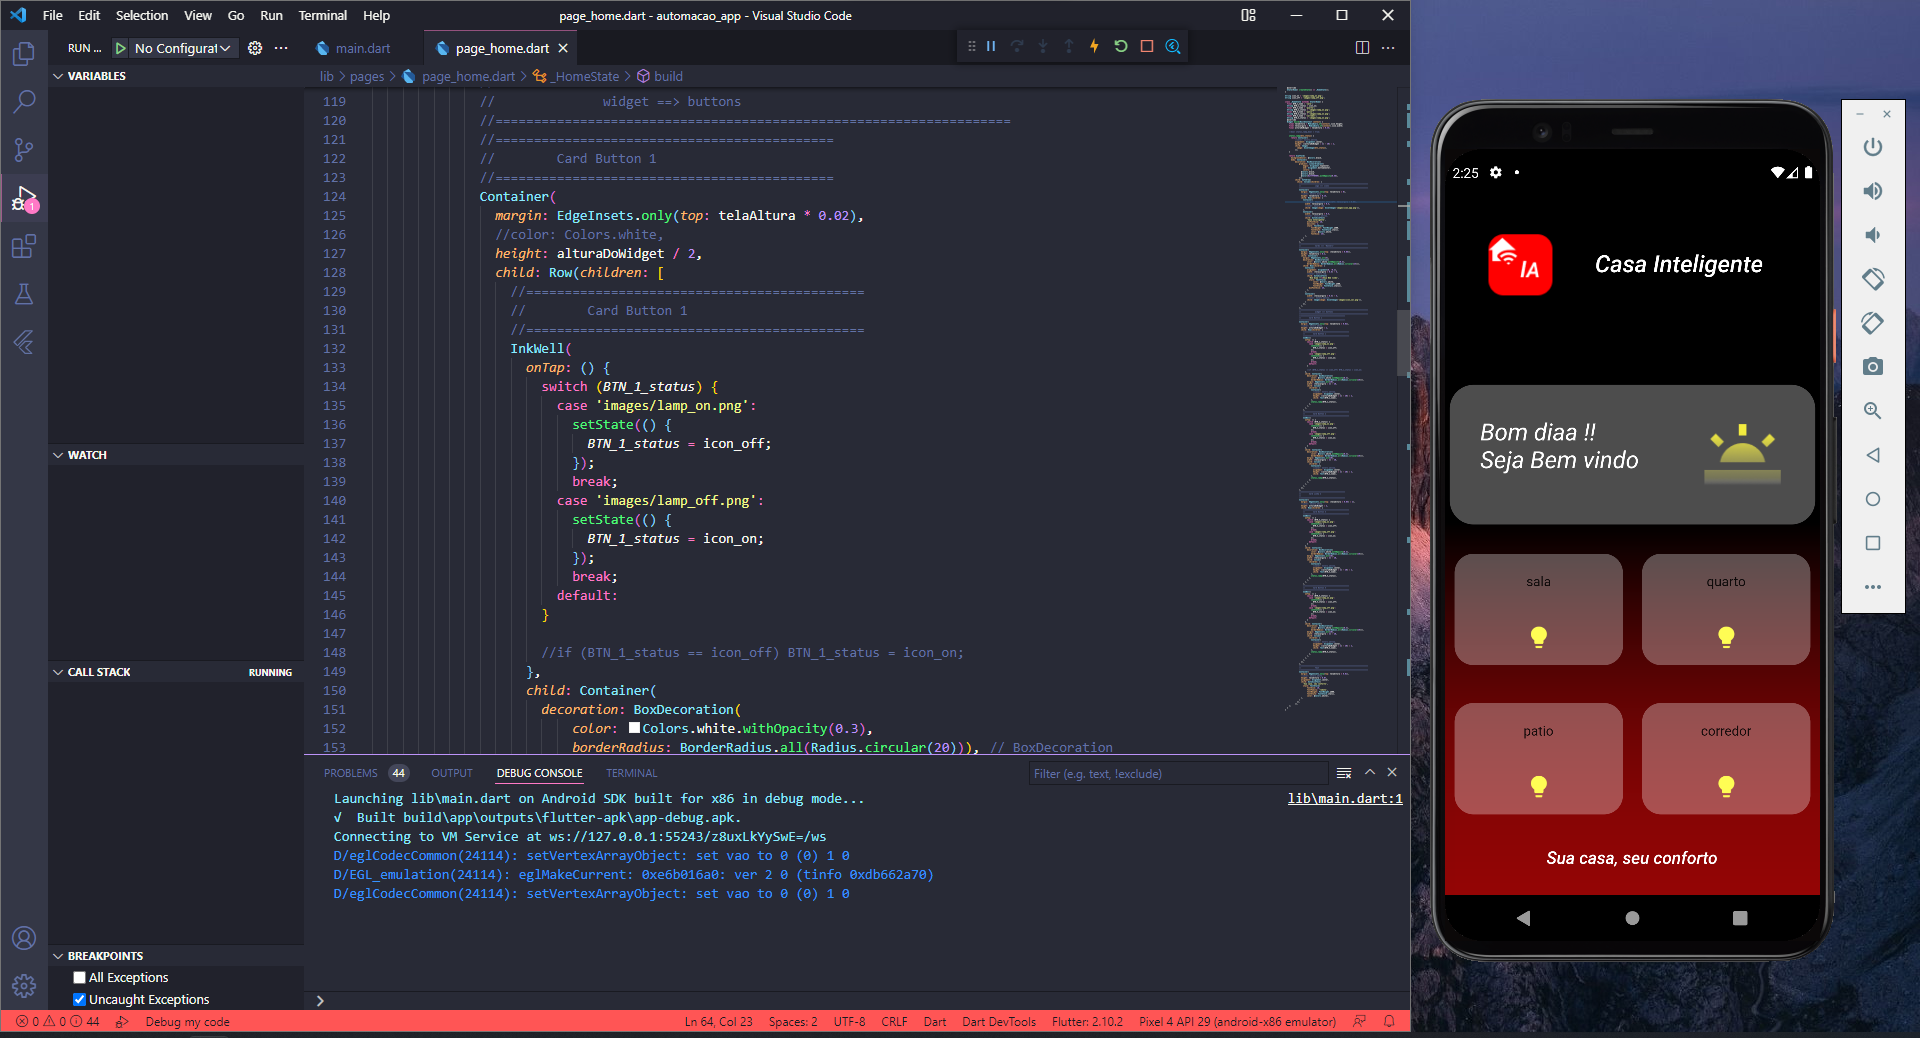 File Edit Selection View Go Run Terminal Help
page_home.dart - automacao_app - Visual Studio Code
RUN ... No Configurat
main.dart
page_home.dart
lib > pages > page_home.dart > _HomeState > build
VARIABLES
WATCH
CALL STACK
RUNNING
BREAKPOINTS
All Exceptions
Uncaught Exceptions
1
119 // widget ==> buttons
120 //===================================================================
121 //============================================
122 // Card Button 1
123 //============================================
124 Container(
125 margin: EdgeInsets.only(top: telaAltura * 0.02),
126 //color: Colors.white,
127 height: alturaDoWidget / 2,
128 child: Row(children: [
129 //============================================
130 // Card Button 1
131 //============================================
132 InkWell(
133 onTap: () {
134 switch (BTN_1_status) {
135 case 'images/lamp_on.png':
136 setState(() {
137 BTN_1_status = icon_off;
138 });
139 break;
140 case 'images/lamp_off.png':
141 setState(() {
142 BTN_1_status = icon_on;
143 });
144 break;
145 default:
146 }
147
148 //if (BTN_1_status == icon_off) BTN_1_status = icon_on;
149 },
150 child: Container(
151 decoration: BoxDecoration(
152 color: Colors.white.withOpacity(0.3),
153 borderRadius: BorderRadius.all(Radius.circular(20))), // BoxDecoration
PROBLEMS 44 OUTPUT DEBUG CONSOLE TERMINAL
Filter (e.g. text, !exclude)
Launching lib\main.dart on Android SDK built for x86 in debug mode...
lib\main.dart:1
√ Built build\app\outputs\flutter-apk\app-debug.apk.
Connecting to VM Service at ws://127.0.0.1:55243/z8uxLkYySwE=/ws
D/eglCodecCommon(24114): setVertexArrayObject: set vao to 0 (0) 1 0
D/EGL_emulation(24114): eglMakeCurrent: 0xe6b016a0: ver 2 0 (tinfo 0xdb662a70)
D/eglCodecCommon(24114): setVertexArrayObject: set vao to 0 (0) 1 0
0 0 44 Debug my code
Ln 64, Col 23 Spaces: 2 UTF-8 CRLF Dart Dart DevTools Flutter: 2.10.2 Pixel 4 API 29 (android-x86 emulator)
2:25
IA
Casa Inteligente
Bom diaa !!
Seja Bem vindo
sala
quarto
patio
corredor
Sua casa, seu conforto